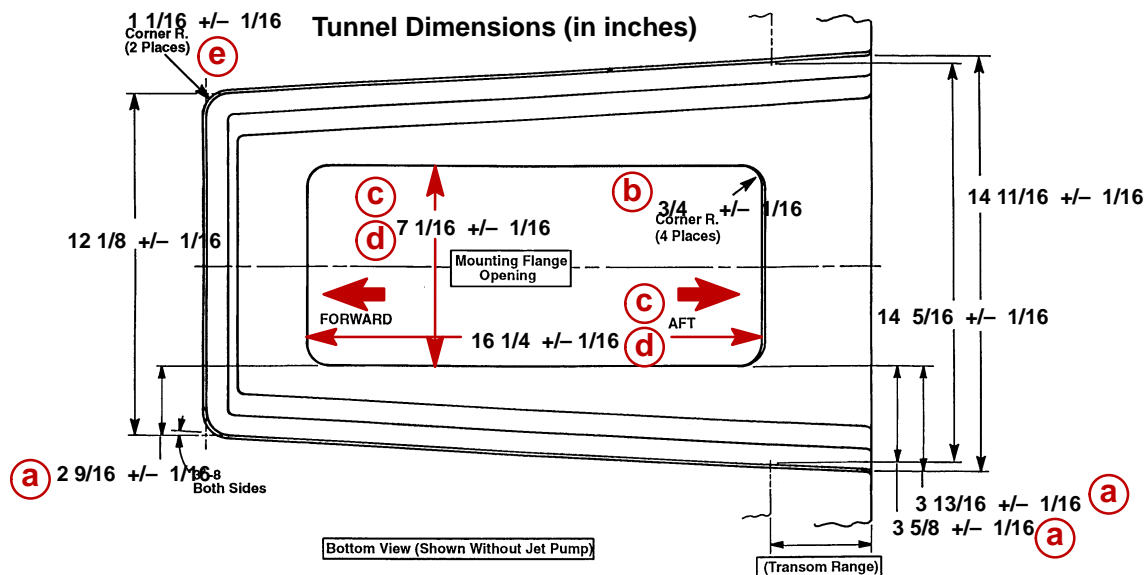 Tunnel Dimensions (in inches)
1 1/16 +/– 1/16
Corner R.
(2 Places)
e
12 1/8 +/– 1/16
c
d
7 1/16 +/– 1/16
b
3/4 +/– 1/16
Corner R.
(4 Places)
14 11/16 +/– 1/16
Mounting Flange
Opening
FORWARD
c
AFT
14 5/16 +/– 1/16
16 1/4 +/– 1/16
d
a
2 9/16 +/– 1/16
Both Sides
3 13/16 +/– 1/16
a
3 5/8 +/– 1/16
a
Bottom View (Shown Without Jet Pump)
(Transom Range)